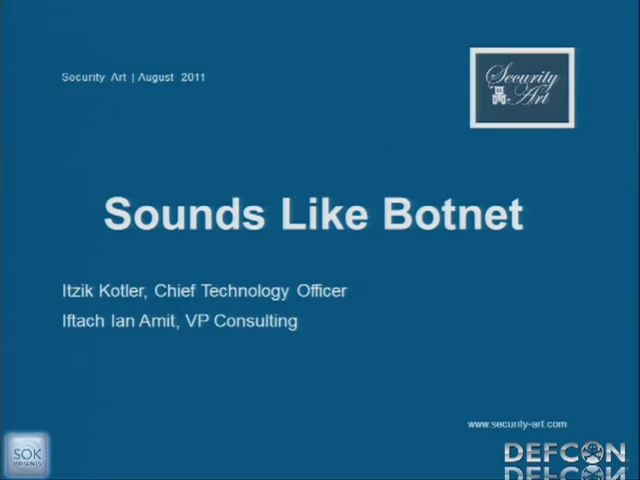 Security Art | August 2011
Security
Art
Sounds Like Botnet
Itzik Kotler, Chief Technology Officer
Iftach Ian Amit, VP Consulting
www.security-art.com
SOK
DEFCON